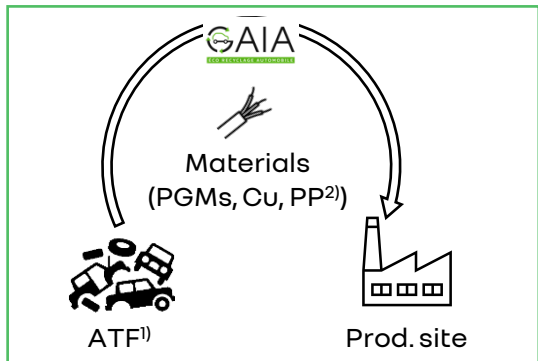 GAIA
ECO RECYCLAGE AUTOMOBILE
Materials
(PGMs, Cu, PP²⁾)
ATF¹⁾
Prod. site